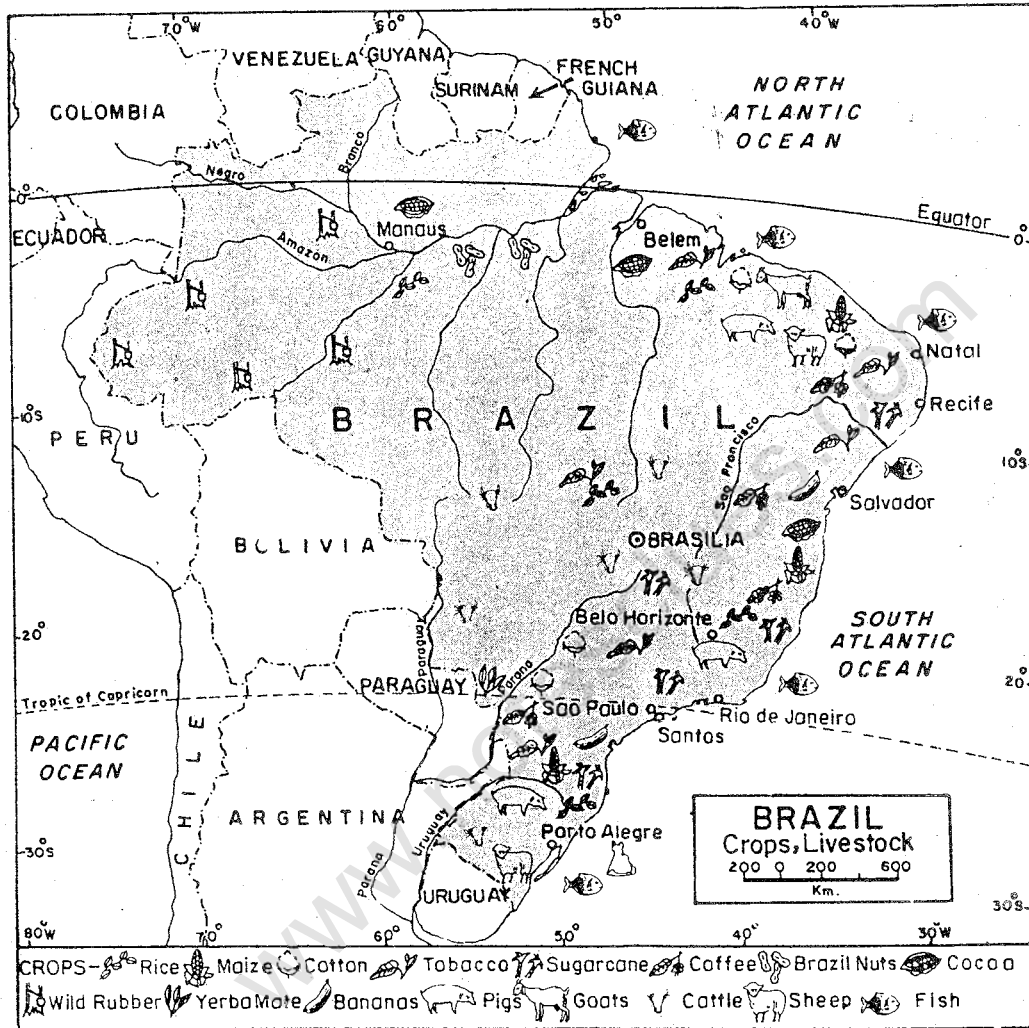 70°W
60°
50°
40°W
VENEZUELA
GUYANA
SURINAM
FRENCH
GUIANA
NORTH
ATLANTIC
OCEAN
COLOMBIA
Branco
Negro
0°
Equator
0°
ECUADOR
Manaus
Amazon
Belem
Natal
Recife
10°S
PERU
BRAZIL
São Francisco
10°S
Salvador
BOLIVIA
BRASILIA
Belo Horizonte
SOUTH
ATLANTIC
OCEAN
20°
Paraguay
Parana
PARAGUAY
Tropic of Capricorn
20°
São Paulo
Rio de Janeiro
Santos
PACIFIC
OCEAN
CHILE
ARGENTINA
Uruguay
Porto Alegre
Parana
30°S
URUGUAY
BRAZIL
Crops, Livestock
200 0 200 600
Km.
30°S
80°W
70°
60°
50°
40°
30°W
CROPS- Rice Maize Cotton Tobacco Sugarcane Coffee Brazil Nuts Cocoa
Wild Rubber Yerba Mate Bananas Pigs Goats Cattle Sheep Fish